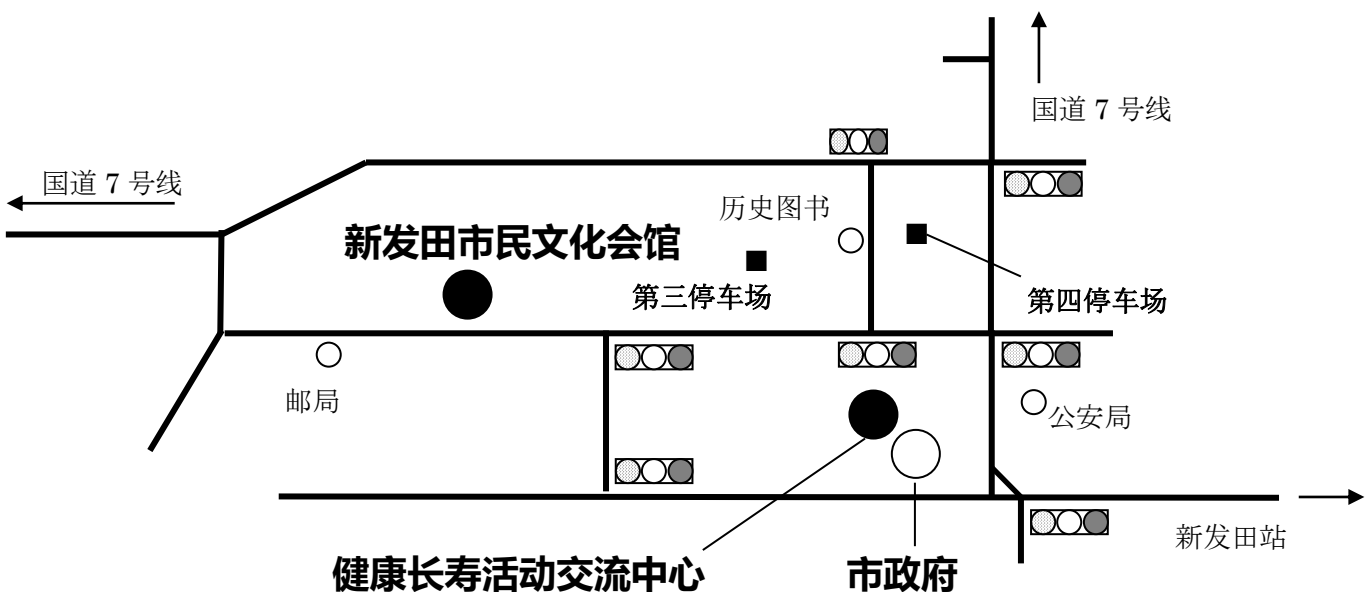 国道 7 号线
国道 7 号线
历史图书
新发田市民文化会馆
第三停车场
第四停车场
邮局
公安局
新发田站
健康长寿活动交流中心
市政府